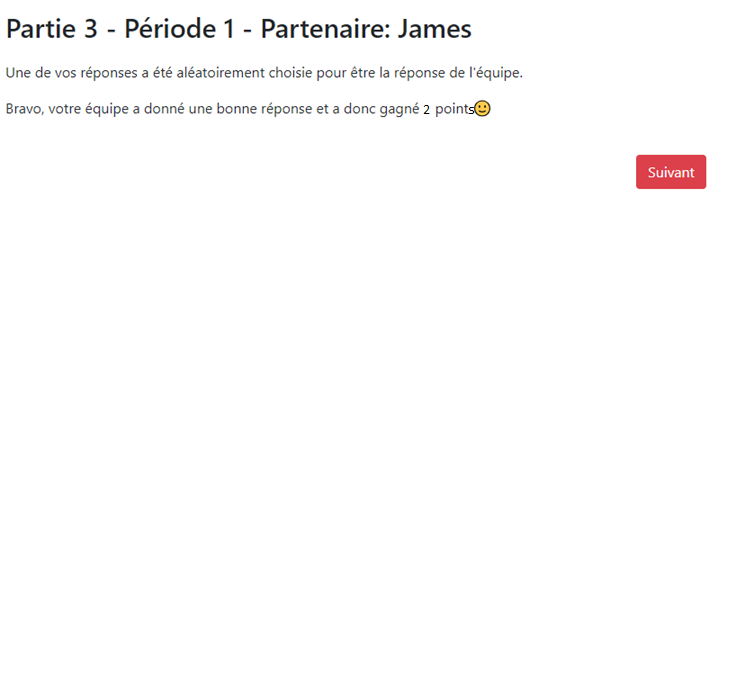 Partie 3 - Période 1 - Partenaire: James
Une de vos réponses a été aléatoirement choisie pour être la réponse de l'équipe.
Bravo, votre équipe a donné une bonne réponse et a donc gagné 2 points🙂
Suivant